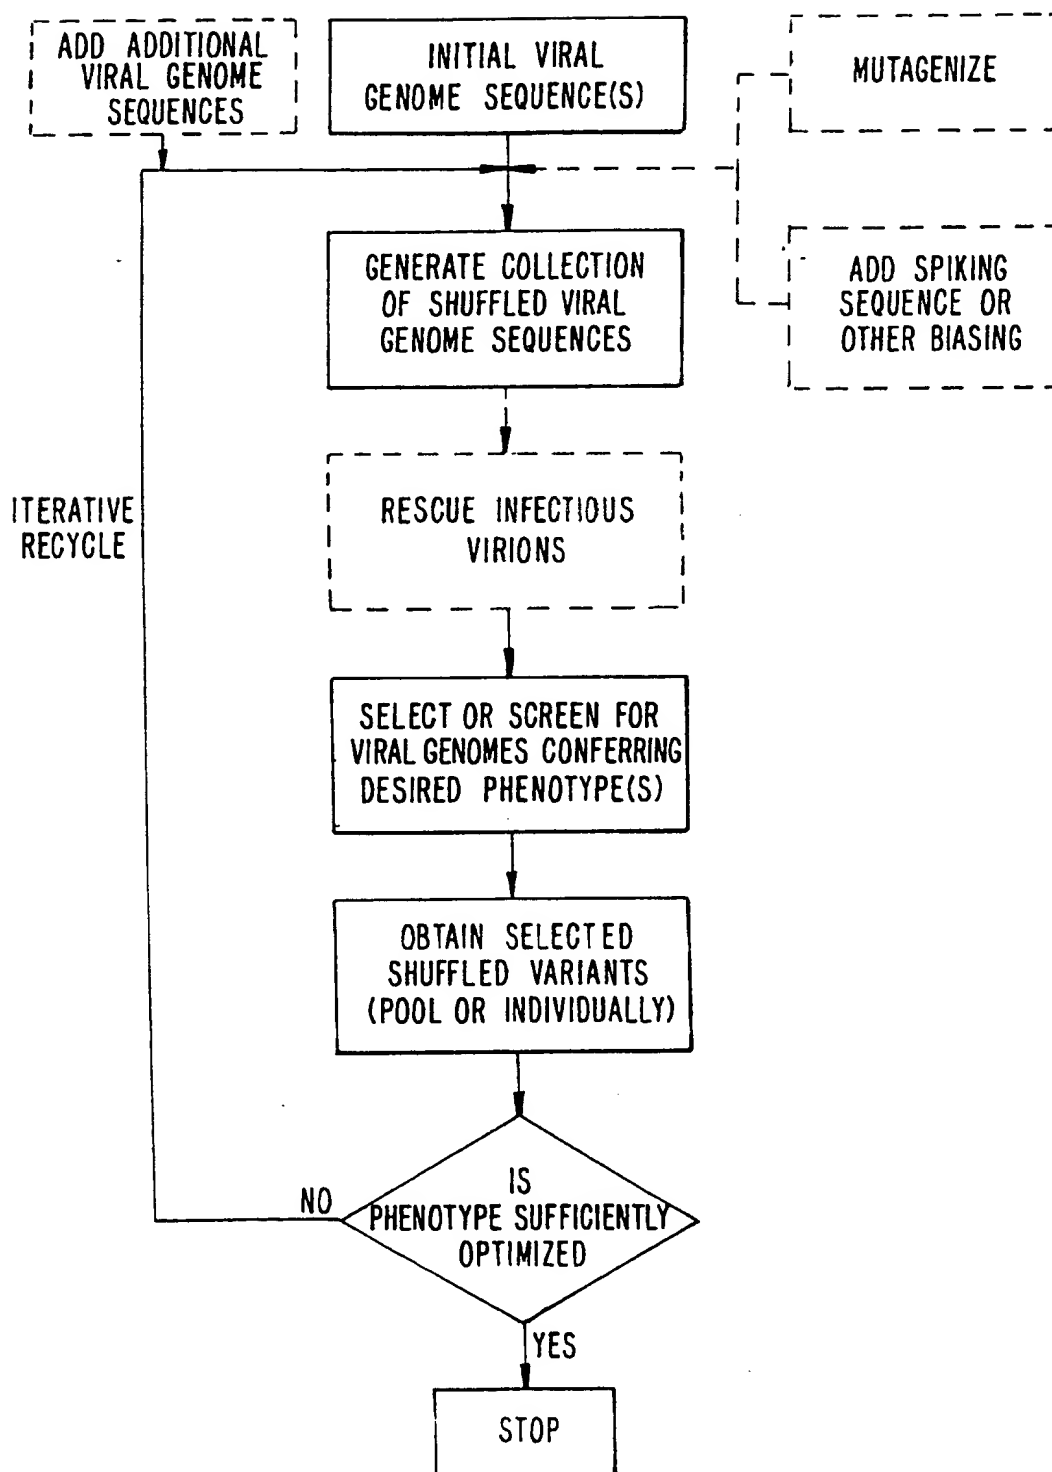 ADD ADDITIONAL
VIRAL GENOME
SEQUENCES
INITIAL VIRAL
GENOME SEQUENCE(S)
MUTAGENIZE
GENERATE COLLECTION
OF SHUFFLED VIRAL
GENOME SEQUENCES
ADD SPIKING
SEQUENCE OR
OTHER BIASING
ITERATIVE
RECYCLE
RESCUE INFECTIOUS
VIRIONS
SELECT OR SCREEN FOR
VIRAL GENOMES CONFERRING
DESIRED PHENOTYPE(S)
OBTAIN SELECTED
SHUFFLED VARIANTS
(POOL OR INDIVIDUALLY)
IS
PHENOTYPE SUFFICIENTLY
OPTIMIZED
NO
YES
STOP